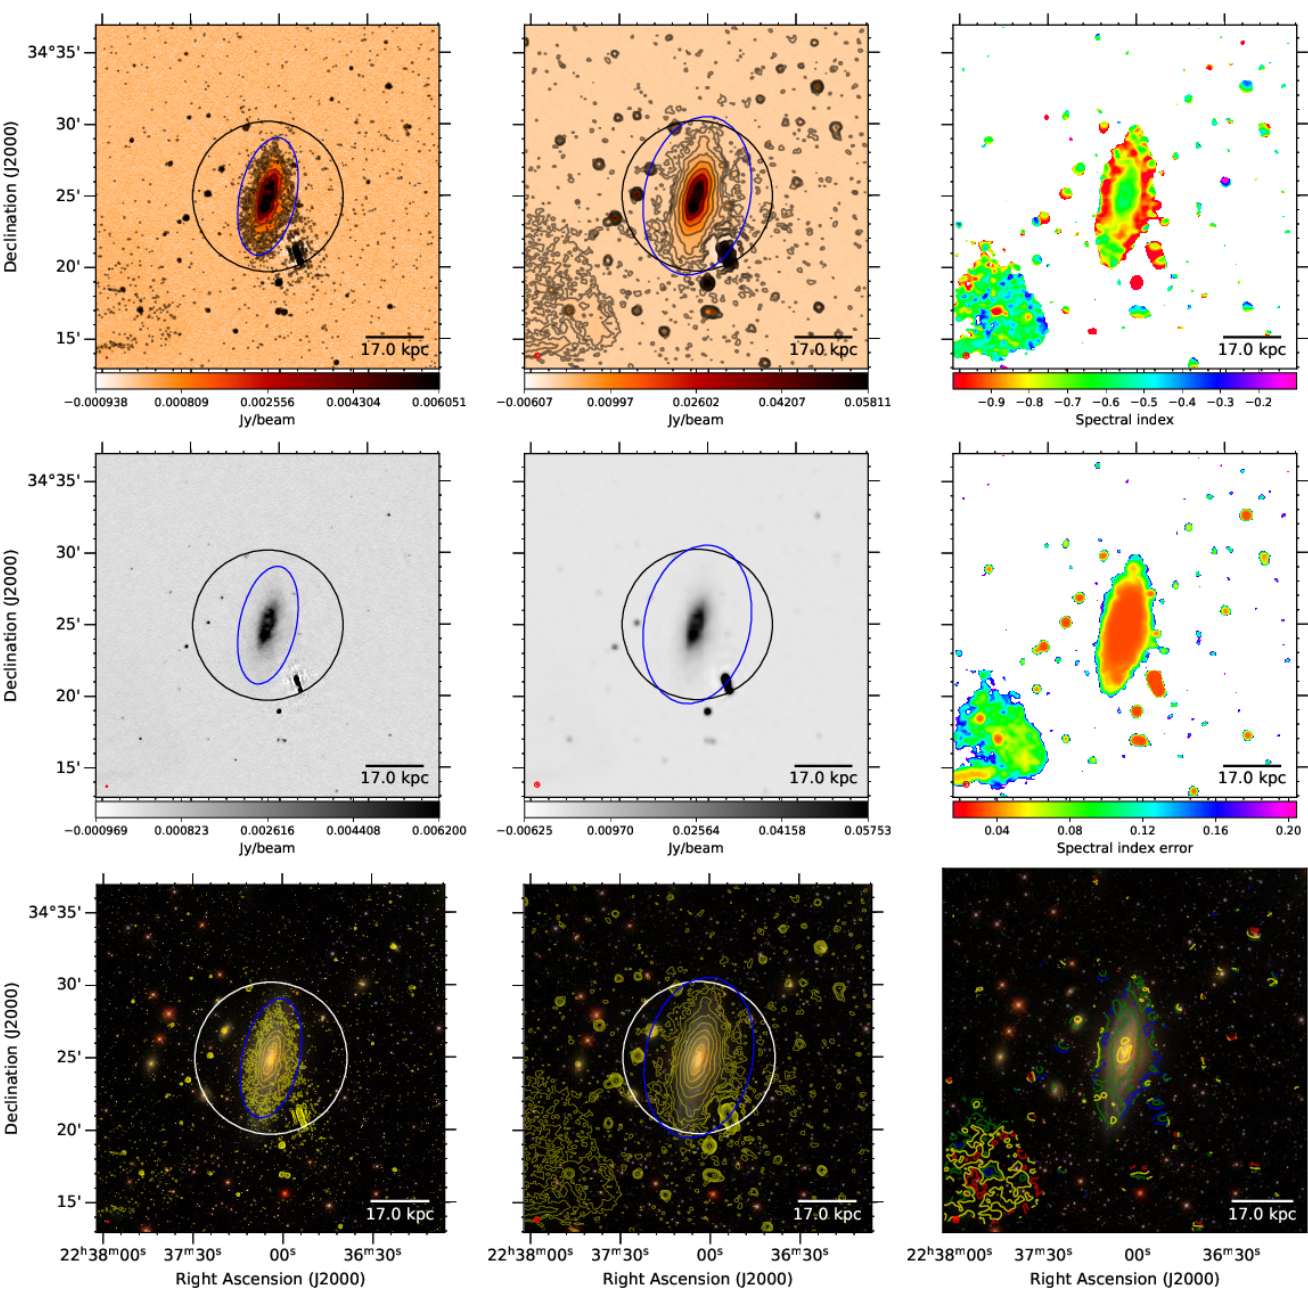 Declination (J2000)
34°35'
30'
25'
20'
15'
17.0 kpc
17.0 kpc
17.0 kpc
−0.000938 0.000809 0.002556 0.004304 0.006051
Jy/beam
−0.00607 0.00997 0.02602 0.04207 0.05811
Jy/beam
−0.9 −0.8 −0.7 −0.6 −0.5 −0.4 −0.3 −0.2
Spectral index
Declination (J2000)
34°35'
30'
25'
20'
15'
17.0 kpc
17.0 kpc
17.0 kpc
−0.000969 0.000823 0.002616 0.004408 0.006200
Jy/beam
−0.00625 0.00970 0.02564 0.04158 0.05753
Jy/beam
0.04 0.08 0.12 0.16 0.20
Spectral index error
Declination (J2000)
34°35'
30'
25'
20'
15'
17.0 kpc
17.0 kpc
17.0 kpc
22ʰ38ᵐ00ˢ 37ᵐ30ˢ 00ˢ 36ᵐ30ˢ
Right Ascension (J2000)
22ʰ38ᵐ00ˢ 37ᵐ30ˢ 00ˢ 36ᵐ30ˢ
Right Ascension (J2000)
22ʰ38ᵐ00ˢ 37ᵐ30ˢ 00ˢ 36ᵐ30ˢ
Right Ascension (J2000)